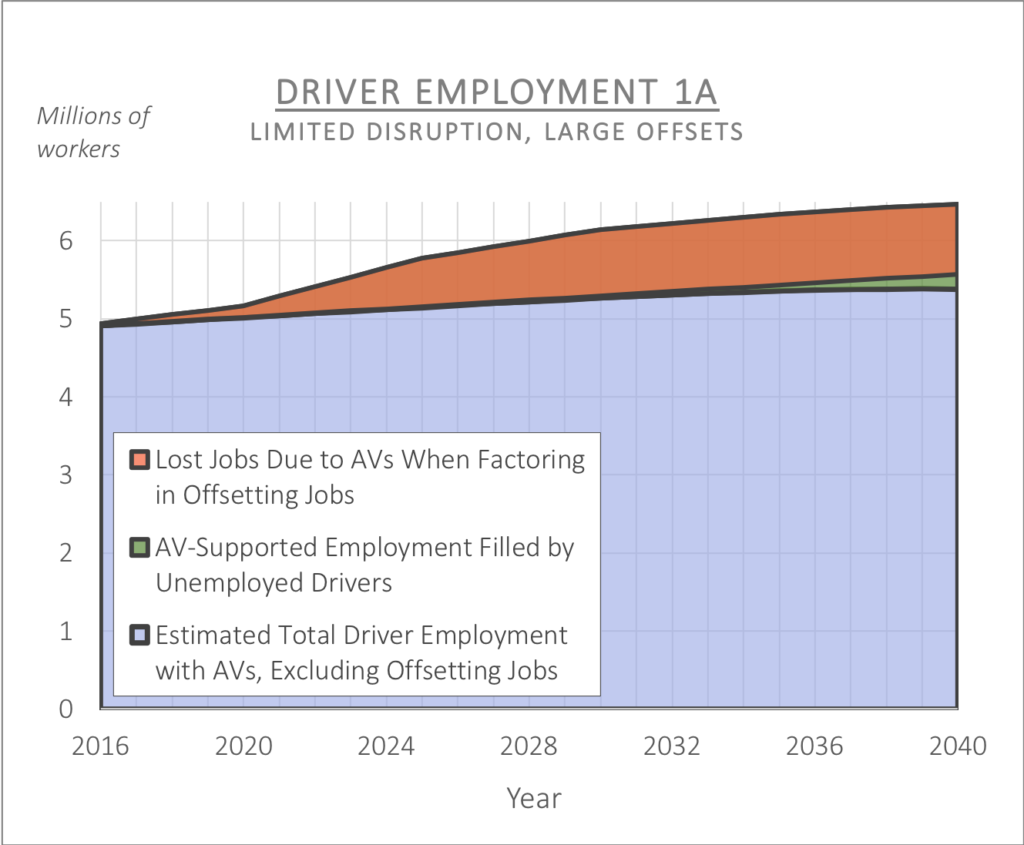 DRIVER EMPLOYMENT 1A
LIMITED DISRUPTION, LARGE OFFSETS
Millions of
workers
6
5
4
3
2
1
0
Lost Jobs Due to AVs When Factoring
in Offsetting Jobs
AV-Supported Employment Filled by
Unemployed Drivers
Estimated Total Driver Employment
with AVs, Excluding Offsetting Jobs
2016 2020 2024 2028 2032 2036 2040
Year